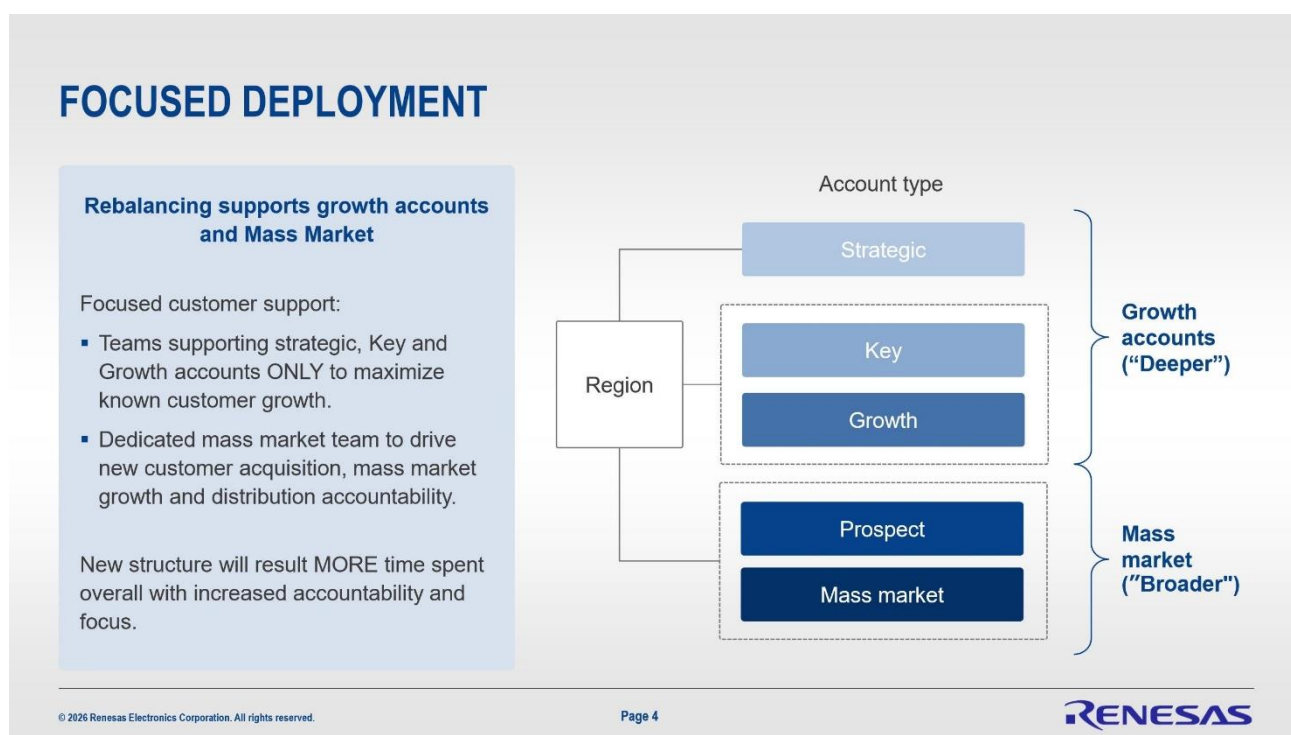 FOCUSED DEPLOYMENT
Rebalancing supports growth accounts
and Mass Market
Focused customer support:
▪ Teams supporting strategic, Key and
Growth accounts ONLY to maximize
known customer growth.
▪ Dedicated mass market team to drive
new customer acquisition, mass market
growth and distribution accountability.
New structure will result MORE time spent
overall with increased accountability and
focus.
Account type
Region
Strategic
Key
Growth
Prospect
Mass market
Growth
accounts
(“Deeper”)
Mass
market
(”Broader")
© 2026 Renesas Electronics Corporation. All rights reserved.
Page 4
RENESAS